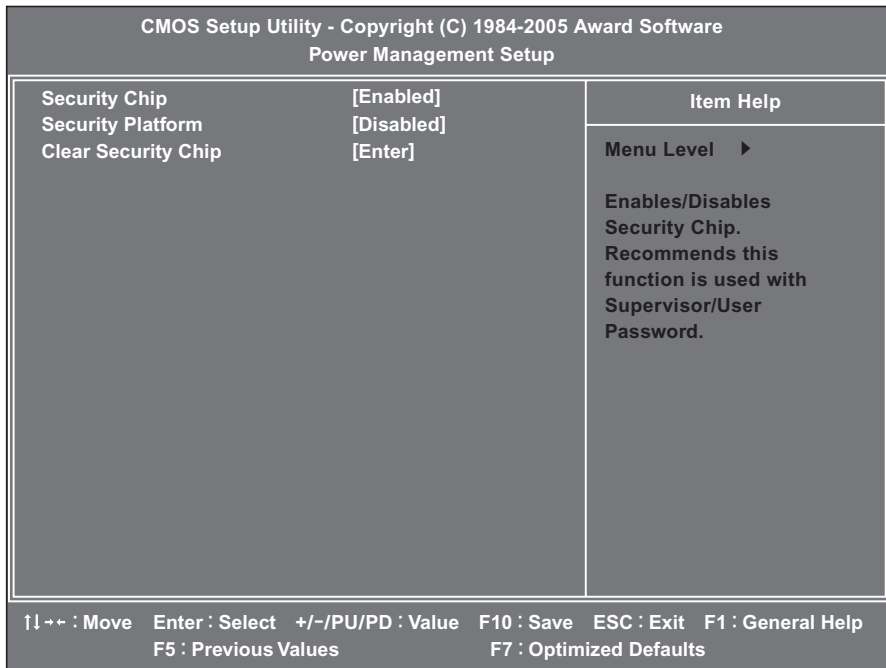 CMOS Setup Utility - Copyright (C) 1984-2005 Award Software
Power Management Setup
Security Chip [Enabled]
Security Platform [Disabled]
Clear Security Chip [Enter]
Item Help
Menu Level ▶
Enables/Disables
Security Chip.
Recommends this
function is used with
Supervisor/User
Password.
↑↓→← : Move Enter : Select +/-/PU/PD : Value F10 : Save ESC : Exit F1 : General Help
F5 : Previous Values F7 : Optimized Defaults